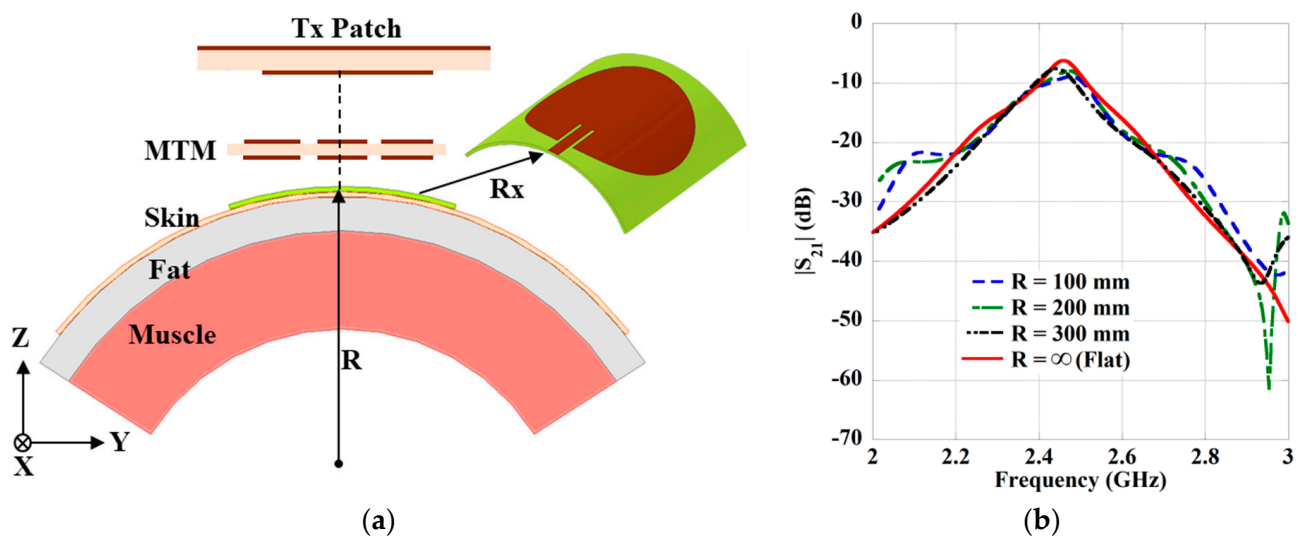 Tx Patch
MTM
Rx
Skin
Fat
Muscle
R
Z
Y
X
(a)
|S21| (dB)
-0
-10
-20
-30
-40
-50
-60
-70
R = 100 mm
R = 200 mm
R = 300 mm
R = ∞ (Flat)
2 2.2 2.4 2.6 2.8 3
Frequency (GHz)
(b)